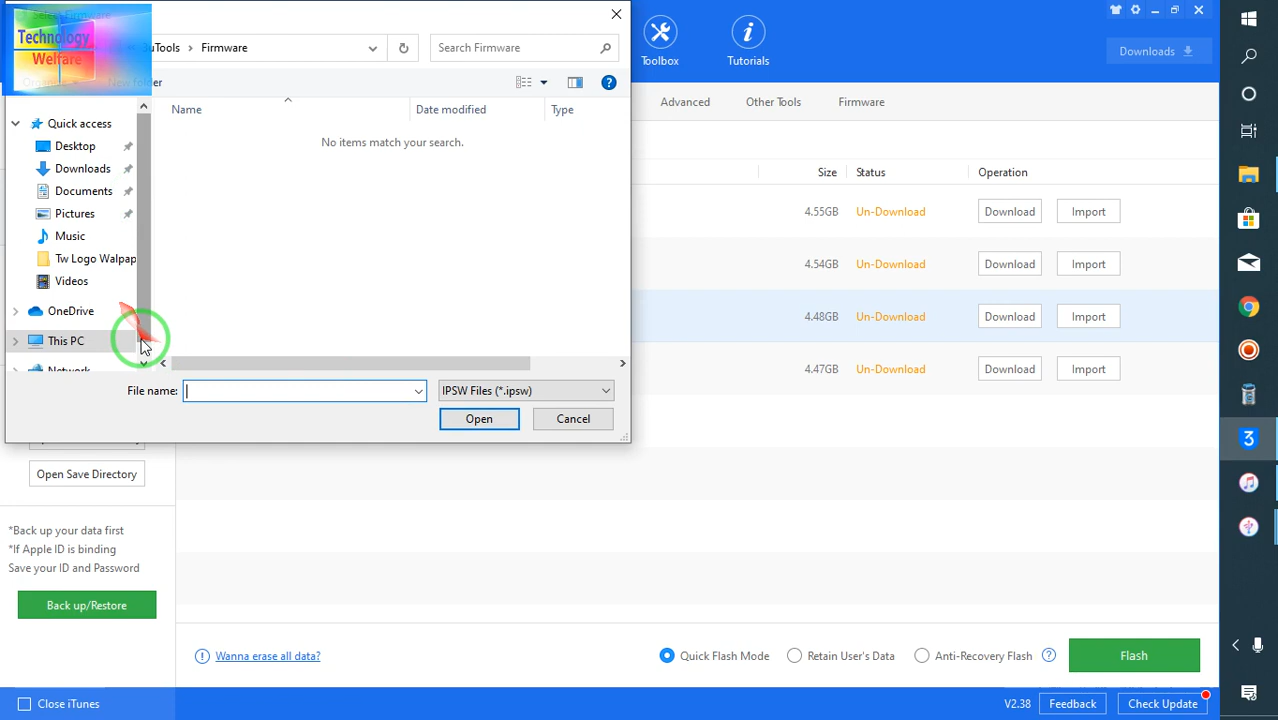 Technology
Welfare
uTools > Firmware
Search Firmware
New folder
Name
Date modified
Type
No items match your search.
Quick access
Desktop
Downloads
Documents
Pictures
Music
Tw Logo Walpap
Videos
OneDrive
This PC
Network
File name:
IPSW Files (*.ipsw)
Open
Cancel
Toolbox
Tutorials
Downloads
Advanced
Other Tools
Firmware
Size
Status
Operation
4.55GB
Un-Download
Download
Import
4.54GB
Un-Download
Download
Import
4.48GB
Un-Download
Download
Import
4.47GB
Un-Download
Download
Import
Open Save Directory
*Back up your data first
*If Apple ID is binding
Save your ID and Password
Back up/Restore
Wanna erase all data?
Quick Flash Mode
Retain User's Data
Anti-Recovery Flash
Flash
Close iTunes
V2.38
Feedback
Check Update